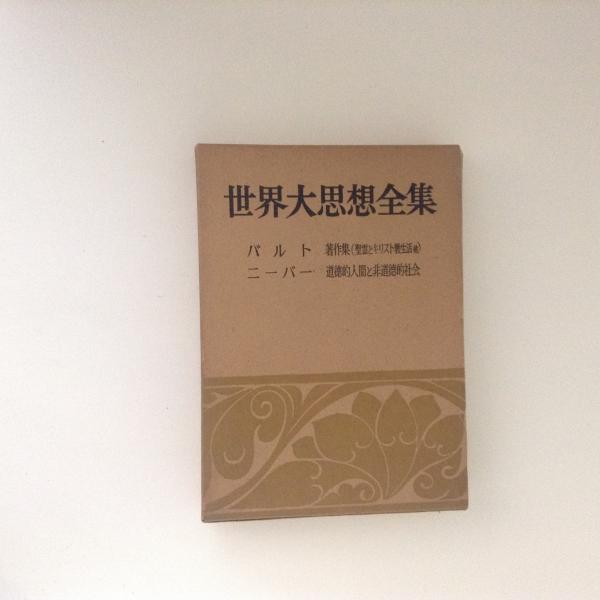 世界大思想全集
バルト 著作集(聖霊とキリスト教生活他)
ニーバー 道徳的人間と非道徳的社会